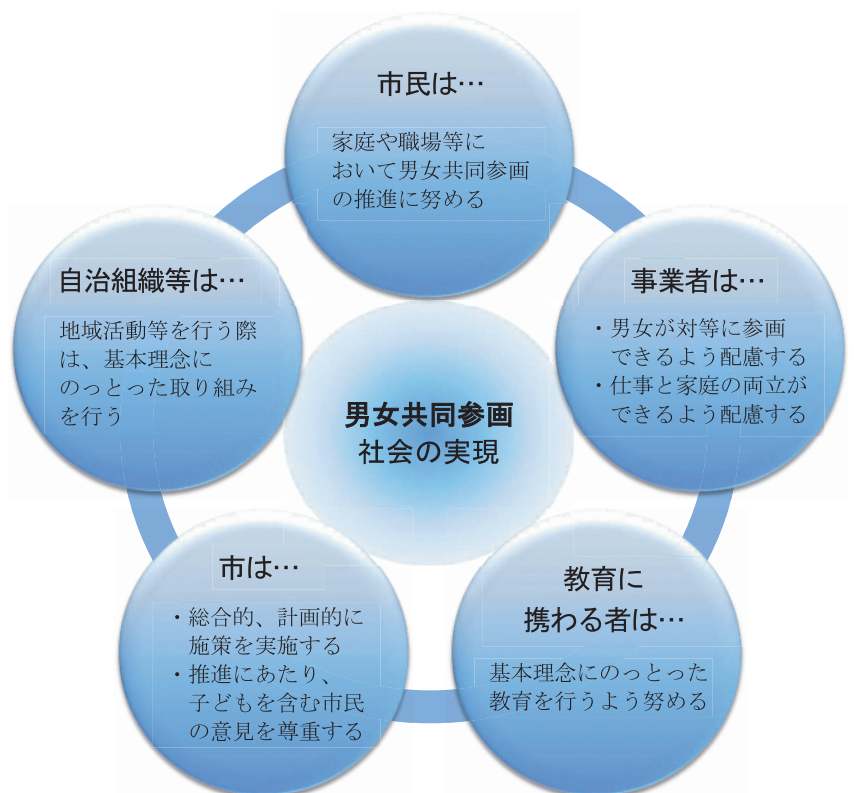 市民は…
家庭や職場等に
おいて男女共同参画
の推進に努める
事業者は…
・男女が対等に参画
できるよう配慮する
・仕事と家庭の両立が
できるよう配慮する
教育に
携わる者は…
基本理念にのっとった
教育を行うよう努める
市は…
・総合的、計画的に
施策を実施する
・推進にあたり、
子どもを含む市民
の意見を尊重する
自治組織等は…
地域活動等を行う際
は、基本理念に
のっとった取り組み
を行う
男女共同参画
社会の実現